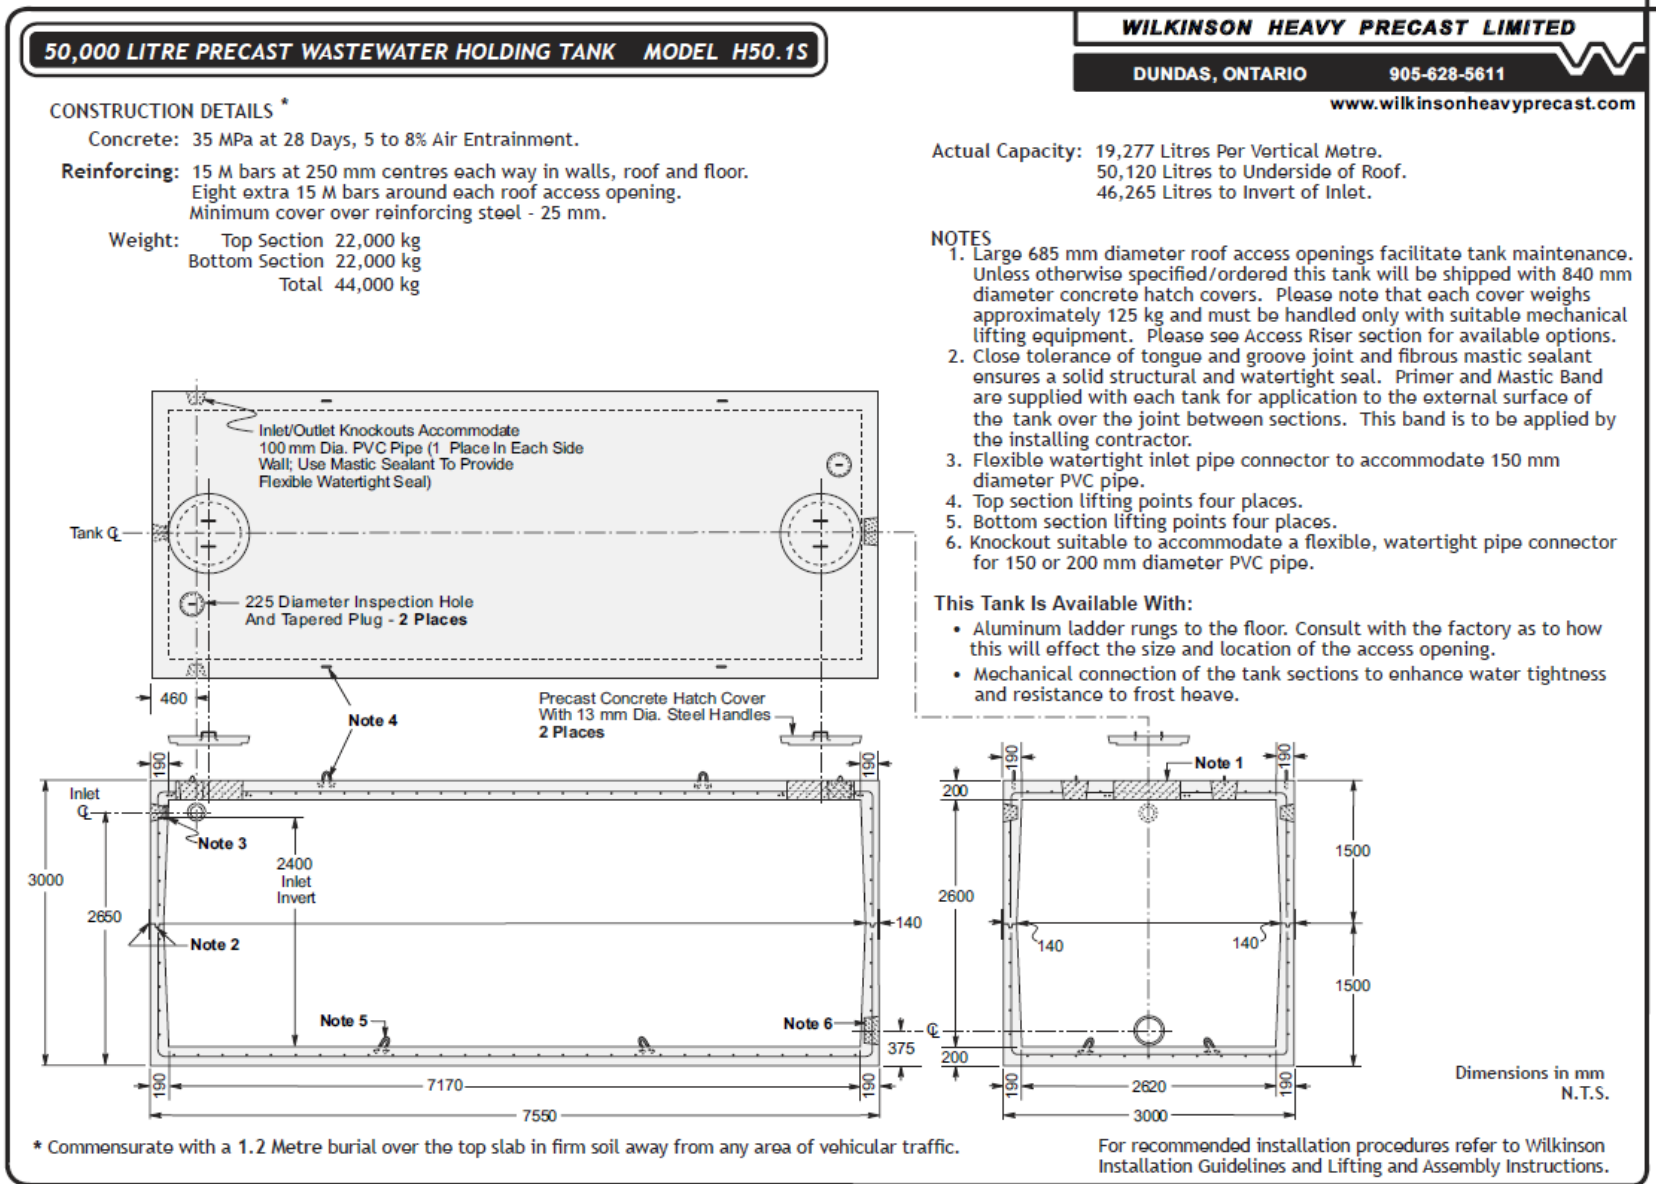 50,000 LITRE PRECAST WASTEWATER HOLDING TANK MODEL H50.1S
WILKINSON HEAVY PRECAST LIMITED
DUNDAS, ONTARIO 905-628-5611
www.wilkinsonheavyprecast.com
CONSTRUCTION DETAILS *
Concrete: 35 MPa at 28 Days, 5 to 8% Air Entrainment.
Reinforcing: 15 M bars at 250 mm centres each way in walls, roof and floor.
Eight extra 15 M bars around each roof access opening.
Minimum cover over reinforcing steel - 25 mm.
Weight: Top Section 22,000 kg
Bottom Section 22,000 kg
Total 44,000 kg
Actual Capacity: 19,277 Litres Per Vertical Metre.
50,120 Litres to Underside of Roof.
46,265 Litres to Invert of Inlet.
NOTES
1. Large 685 mm diameter roof access openings facilitate tank maintenance.
Unless otherwise specified/ordered this tank will be shipped with 840 mm
diameter concrete hatch covers. Please note that each cover weighs
approximately 125 kg and must be handled only with suitable mechanical
lifting equipment. Please see Access Riser section for available options.
2. Close tolerance of tongue and groove joint and fibrous mastic sealant
ensures a solid structural and watertight seal. Primer and Mastic Band
are supplied with each tank for application to the external surface of
the tank over the joint between sections. This band is to be applied by
the installing contractor.
3. Flexible watertight inlet pipe connector to accommodate 150 mm
diameter PVC pipe.
4. Top section lifting points four places.
5. Bottom section lifting points four places.
6. Knockout suitable to accommodate a flexible, watertight pipe connector
for 150 or 200 mm diameter PVC pipe.
This Tank Is Available With:
• Aluminum ladder rungs to the floor. Consult with the factory as to how
this will effect the size and location of the access opening.
• Mechanical connection of the tank sections to enhance water tightness
and resistance to frost heave.
Inlet/Outlet Knockouts Accommodate
100 mm Dia. PVC Pipe (1 Place In Each Side
Wall; Use Mastic Sealant To Provide
Flexible Watertight Seal)
Tank ℄
225 Diameter Inspection Hole
And Tapered Plug - 2 Places
460
Note 4
Precast Concrete Hatch Cover
With 13 mm Dia. Steel Handles
2 Places
190
190
Inlet
℄
Note 3
3000
2650
2400
Inlet
Invert
Note 2
140
Note 5
Note 6
375
190
7170
190
7550
190
190
Note 1
200
2600
1500
140
140
1500
℄
200
190
2620
190
3000
Dimensions in mm
N.T.S.
* Commensurate with a 1.2 Metre burial over the top slab in firm soil away from any area of vehicular traffic.
For recommended installation procedures refer to Wilkinson
Installation Guidelines and Lifting and Assembly Instructions.